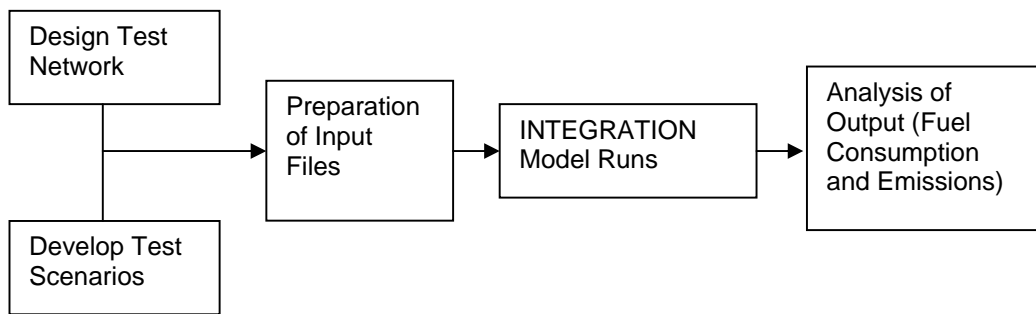 Design Test
Network
Develop Test
Scenarios
Preparation
of Input
Files
INTEGRATION
Model Runs
Analysis of
Output (Fuel
Consumption
and Emissions)